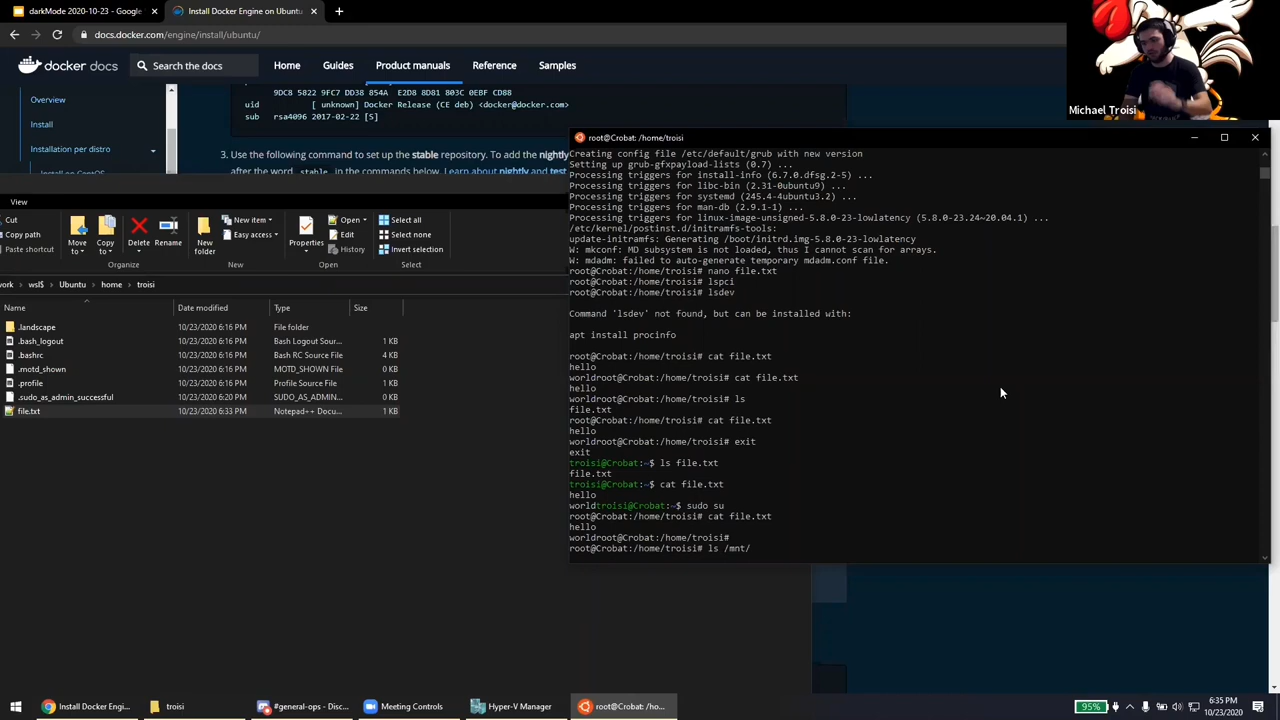 darkMode 2020-10-23 - Google
Install Docker Engine on Ubuntu
docs.docker.com/engine/install/ubuntu/
docker docs
Search the docs
Home
Guides
Product manuals
Reference
Samples
Michael Troisi
Overview
Install
Installation per distro
9DC8 5822 9FC7 DD38 854A E2D8 8D81 803C 0EBF CD88
uid [ unknown] Docker Release (CE deb) <docker@docker.com>
sub rsa4096 2017-02-22 [S]
3. Use the following command to set up the stable repository. To add the nightly
after the word stable in the commands below. Learn about nightly and test
View
Cut
Copy path
Paste shortcut
Move to
Copy to
Delete
Rename
New folder
New item
Properties
Open
Edit
History
Select all
Select none
Invert selection
Organize
New
Open
Select
work
wsl$
Ubuntu
home
troisi
Name Date modified Type Size
.landscape 10/23/2020 6:16 PM File folder
.bash_logout 10/23/2020 6:16 PM Bash Logout Sour... 1 KB
.bashrc 10/23/2020 6:16 PM Bash RC Source File 4 KB
.motd_shown 10/23/2020 6:16 PM MOTD_SHOWN File 0 KB
.profile 10/23/2020 6:16 PM Profile Source File 1 KB
.sudo_as_admin_successful 10/23/2020 6:20 PM SUDO_AS_ADMIN... 0 KB
file.txt 10/23/2020 6:33 PM Notepad++ Docu... 1 KB
root@Crobat: /home/troisi
Creating config file /etc/default/grub with new version
Setting up grub-gfxpayload-lists (0.7) ...
Processing triggers for install-info (6.7.0.dfsg.2-5) ...
Processing triggers for libc-bin (2.31-0ubuntu9) ...
Processing triggers for systemd (245.4-4ubuntu3.2) ...
Processing triggers for man-db (2.9.1-1) ...
Processing triggers for linux-image-unsigned-5.8.0-23-lowlatency (5.8.0-23.24~20.04.1) ...
/etc/kernel/postinst.d/initramfs-tools:
update-initramfs: Generating /boot/initrd.img-5.8.0-23-lowlatency
W: mkconf: MD subsystem is not loaded, thus I cannot scan for arrays.
W: mdadm: failed to auto-generate temporary mdadm.conf file.
root@Crobat:/home/troisi# nano file.txt
root@Crobat:/home/troisi# lspci
root@Crobat:/home/troisi# lsdev
Command 'lsdev' not found, but can be installed with:
apt install procinfo
root@Crobat:/home/troisi# cat file.txt
hello
worldroot@Crobat:/home/troisi# cat file.txt
hello
worldroot@Crobat:/home/troisi# ls
file.txt
root@Crobat:/home/troisi# cat file.txt
hello
worldroot@Crobat:/home/troisi# exit
exit
troisi@Crobat:~$ ls file.txt
file.txt
troisi@Crobat:~$ cat file.txt
hello
worldtroisi@Crobat:~$ sudo su
root@Crobat:/home/troisi# cat file.txt
hello
worldroot@Crobat:/home/troisi#
root@Crobat:/home/troisi# ls /mnt/
Install Docker Engi...
troisi
#general-ops - Disc...
Meeting Controls
Hyper-V Manager
root@Crobat: /ho...
95%
6:35 PM
10/23/2020